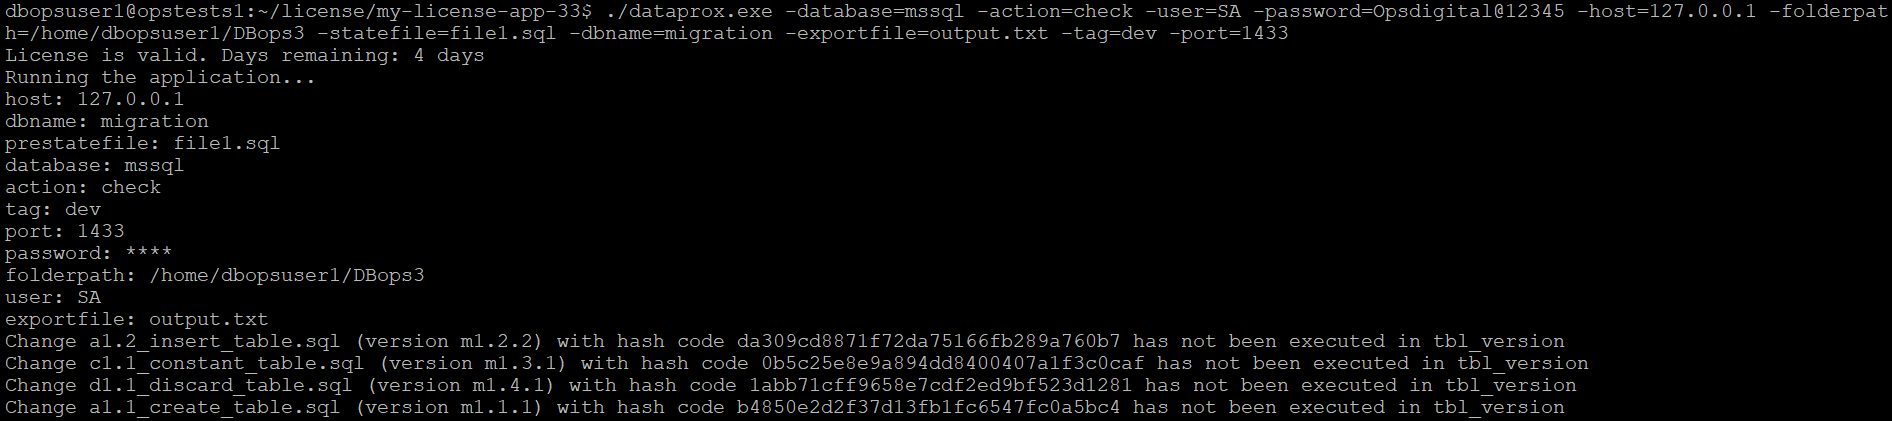 dbopsuser1@opstests1:~/license/my-license-app-33$ ./dataprox.exe -database=mssql -action=check -user=SA -password=Opsdigital@12345 -host=127.0.0.1 -folderpat
h=/home/dbopsuser1/DBops3 -statefile=file1.sql -dbname=migration -exportfile=output.txt -tag=dev -port=1433
License is valid. Days remaining: 4 days
Running the application...
host: 127.0.0.1
dbname: migration
prestatefile: file1.sql
database: mssql
action: check
tag: dev
port: 1433
password: ****
folderpath: /home/dbopsuser1/DBops3
user: SA
exportfile: output.txt
Change a1.2_insert_table.sql (version m1.2.2) with hash code da309cd8871f72da75166fb289a760b7 has not been executed in tbl_version
Change c1.1_constant_table.sql (version m1.3.1) with hash code 0b5c25e8e9a894dd8400407a1f3c0caf has not been executed in tbl_version
Change d1.1_discard_table.sql (version m1.4.1) with hash code 1abb71cff9658e7cdf2ed9bf523d1281 has not been executed in tbl_version
Change a1.1_create_table.sql (version m1.1.1) with hash code b4850e2d2f37d13fb1fc6547fc0a5bc4 has not been executed in tbl_version